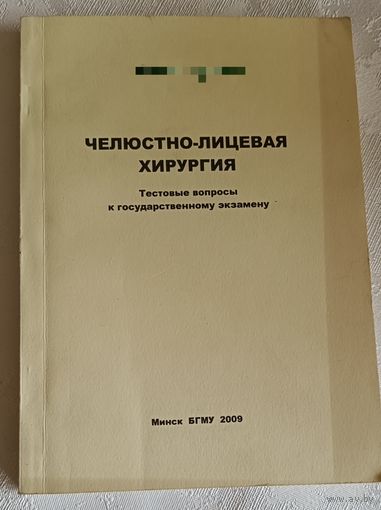 ЧЕЛЮСТНО-ЛИЦЕВАЯ
ХИРУРГИЯ
Тестовые вопросы
к государственному экзамену
Минск БГМУ 2009